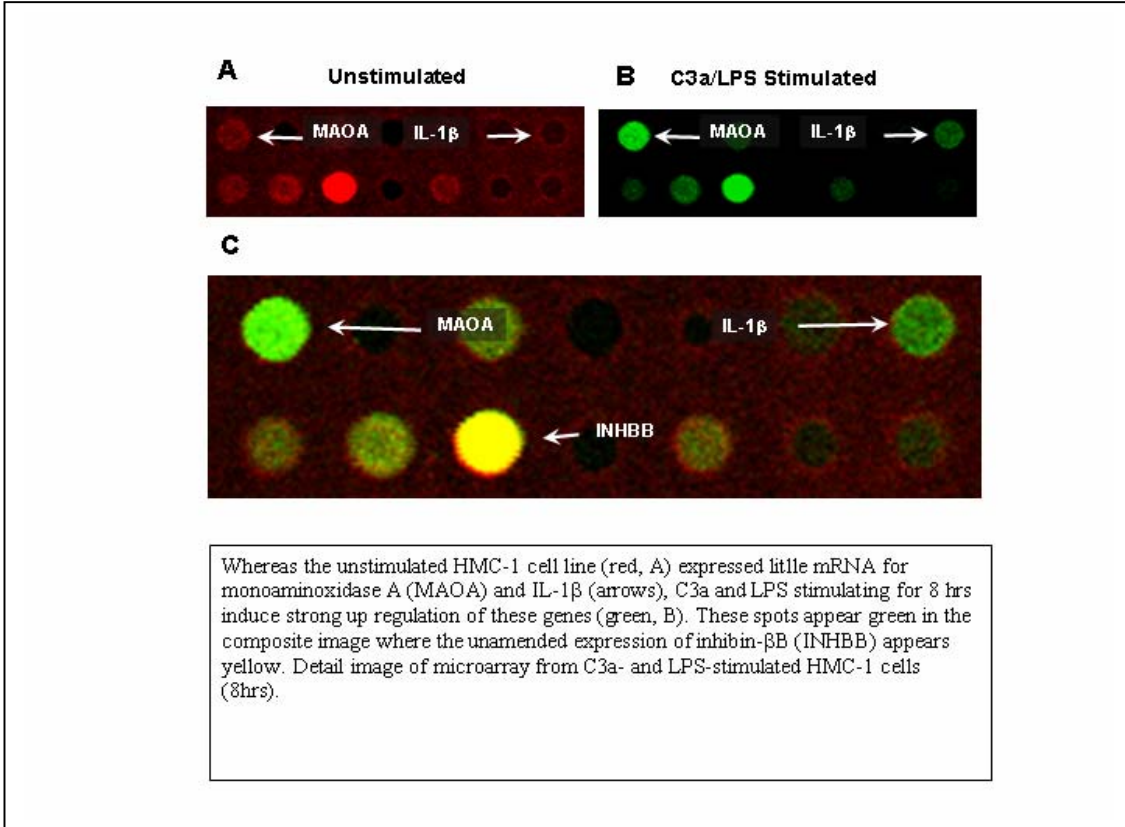 A Unstimulated
B C3a/LPS Stimulated
MAOA IL-1β
MAOA IL-1β
C
MAOA IL-1β
INHBB
Whereas the unstimulated HMC-1 cell line (red, A) expressed litlle mRNA for
monoaminoxidase A (MAOA) and IL-1β (arrows), C3a and LPS stimulating for 8 hrs
induce strong up regulation of these genes (green, B). These spots appear green in the
composite image where the unamended expression of inhibin-βB (INHBB) appears
yellow. Detail image of microarray from C3a- and LPS-stimulated HMC-1 cells
(8hrs).